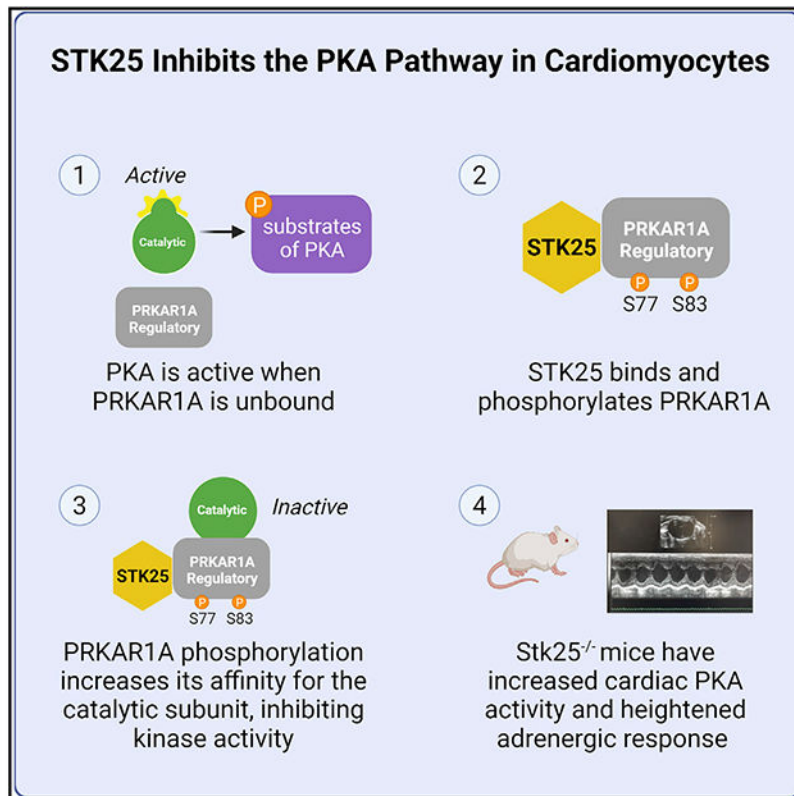 STK25 Inhibits the PKA Pathway in Cardiomyocytes
1
Active
Catalytic
P
substrates
of PKA
PRKAR1A
Regulatory
PKA is active when
PRKAR1A is unbound
2
STK25
PRKAR1A
Regulatory
P
P
S77
S83
STK25 binds and
phosphorylates PRKAR1A
3
Catalytic
Inactive
STK25
PRKAR1A
Regulatory
P
P
S77
S83
PRKAR1A phosphorylation
increases its affinity for the
catalytic subunit, inhibiting
kinase activity
4
Stk25-/- mice have
increased cardiac PKA
activity and heightened
adrenergic response